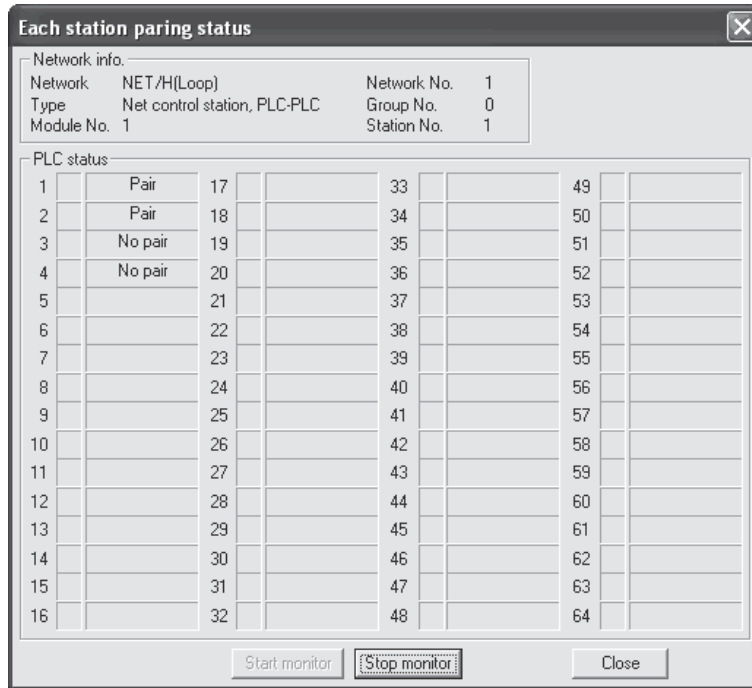 Each station paring status
Network info.
Network NET/H(Loop) Network No. 1
Type Net control station, PLC-PLC Group No. 0
Module No. 1 Station No. 1
PLC status
1 Pair 17 33 49
2 Pair 18 34 50
3 No pair 19 35 51
4 No pair 20 36 52
5 21 37 53
6 22 38 54
7 23 39 55
8 24 40 56
9 25 41 57
10 26 42 58
11 27 43 59
12 28 44 60
13 29 45 61
14 30 46 62
15 31 47 63
16 32 48 64
Start monitor Stop monitor Close